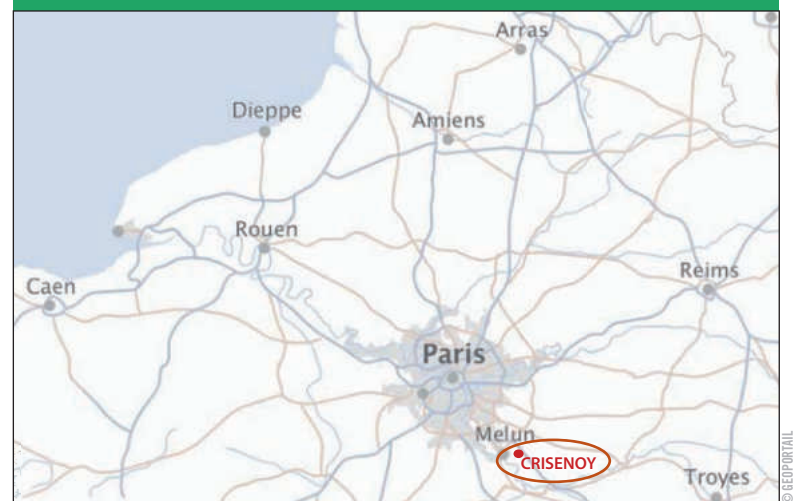 Arras
Dieppe
Amiens
Rouen
Reims
Caen
Paris
Melun
CRISENOY
Troyes
© GEOPORTAIL